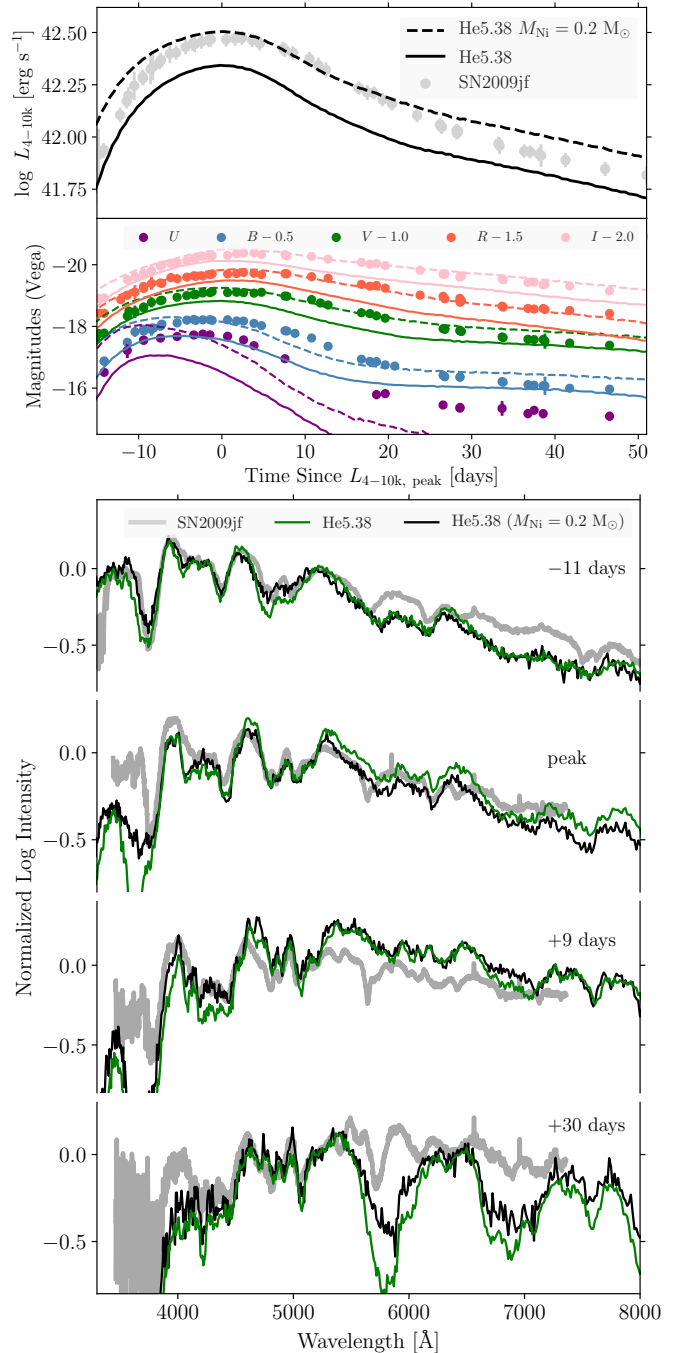 He5.38 M_Ni = 0.2 M⊙
He5.38
SN2009jf
log L_4−10k [erg s⁻¹]
42.50
42.25
42.00
41.75
U
B − 0.5
V − 1.0
R − 1.5
I − 2.0
Magnitudes (Vega)
−20
−18
−16
−10
0
10
20
30
40
50
Time Since L_4−10k, peak [days]
SN2009jf
He5.38
He5.38 (M_Ni = 0.2 M⊙)
−11 days
0.0
−0.5
peak
0.0
−0.5
Normalized Log Intensity
+9 days
0.0
−0.5
+30 days
0.0
−0.5
4000
5000
6000
7000
8000
Wavelength [Å]